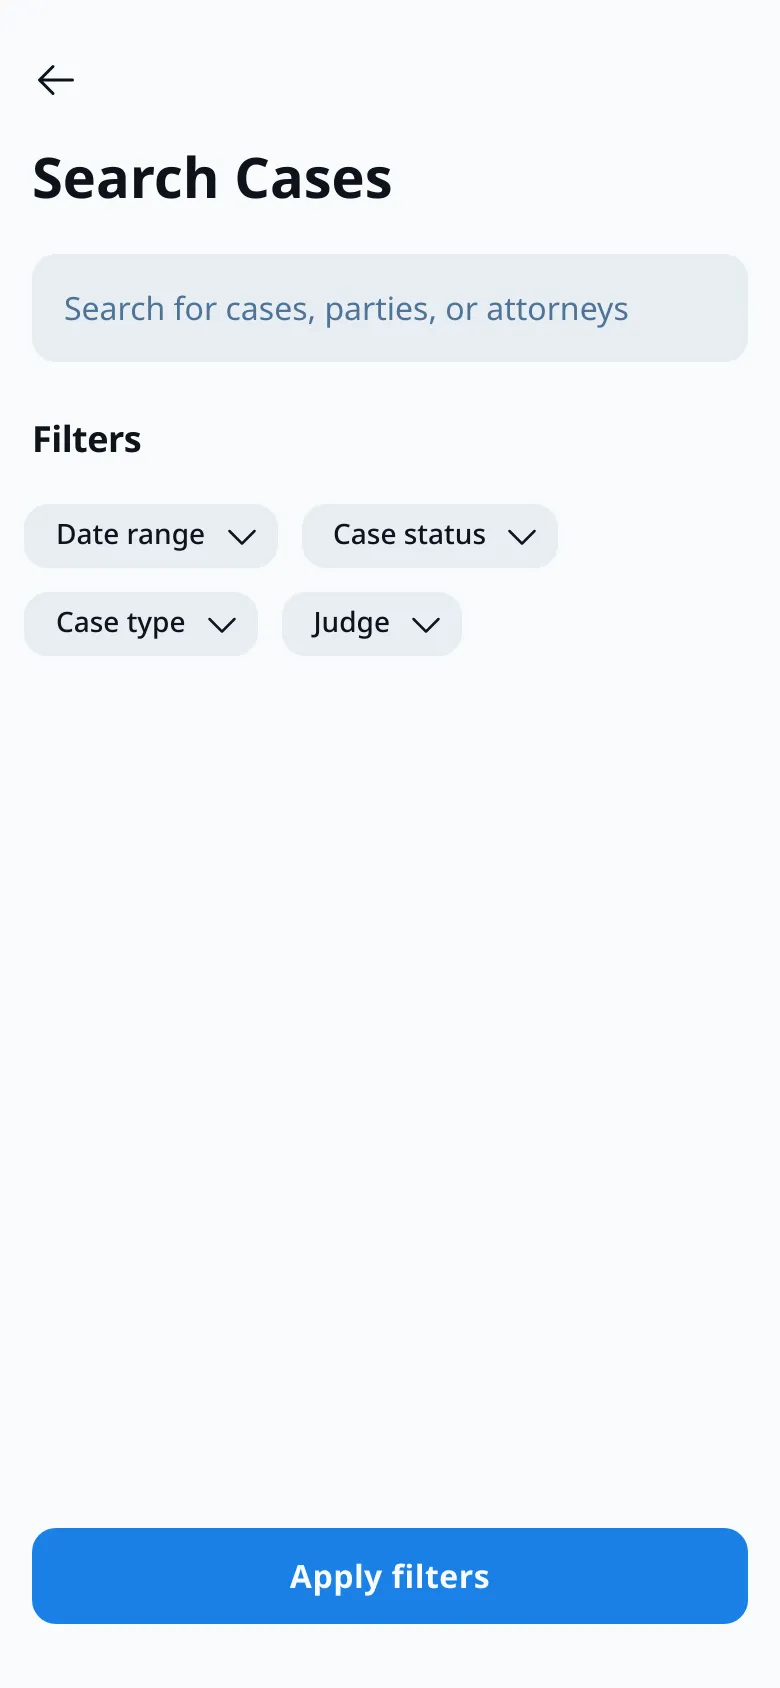 Search Cases
Search for cases, parties, or attorneys
Filters
Date range
Case status
Case type
Judge
Apply filters